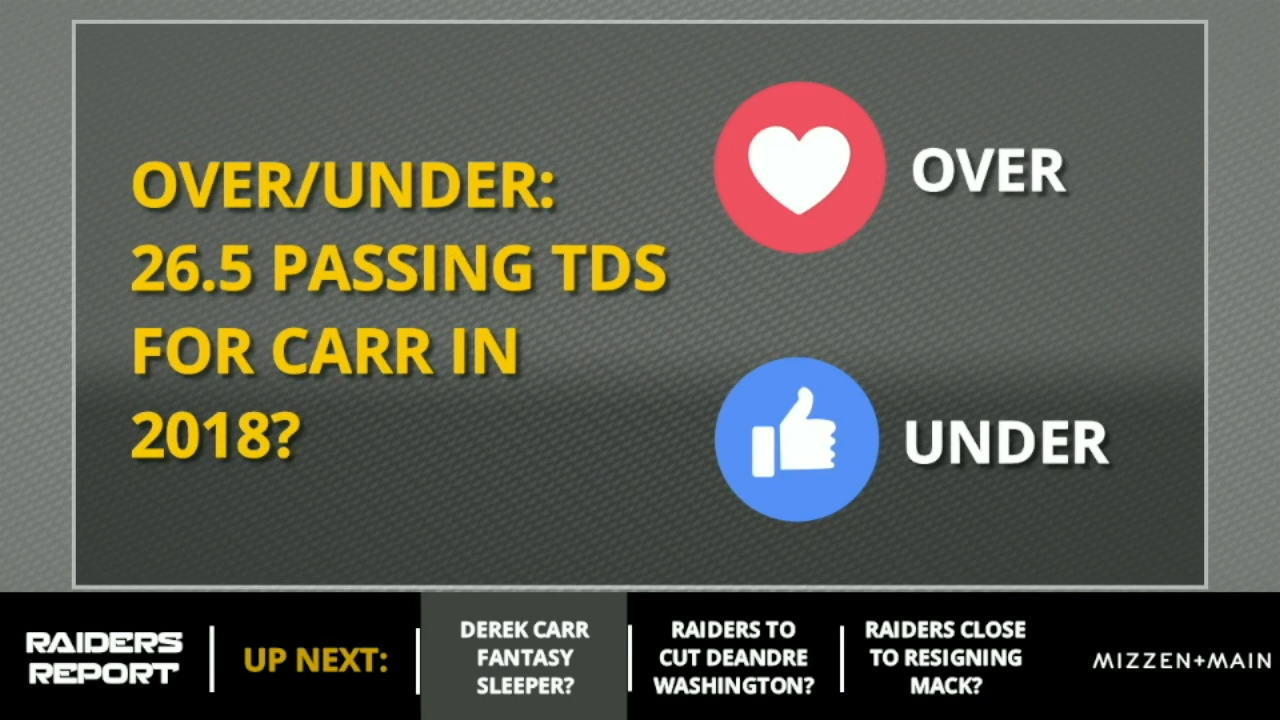 OVER/UNDER:
26.5 PASSING TDS
FOR CARR IN
2018?
OVER
UNDER
RAIDERS
REPORT
UP NEXT:
DEREK CARR
FANTASY
SLEEPER?
RAIDERS TO
CUT DEANDRE
WASHINGTON?
RAIDERS CLOSE
TO RESIGNING
MACK?
MIZZEN+MAIN